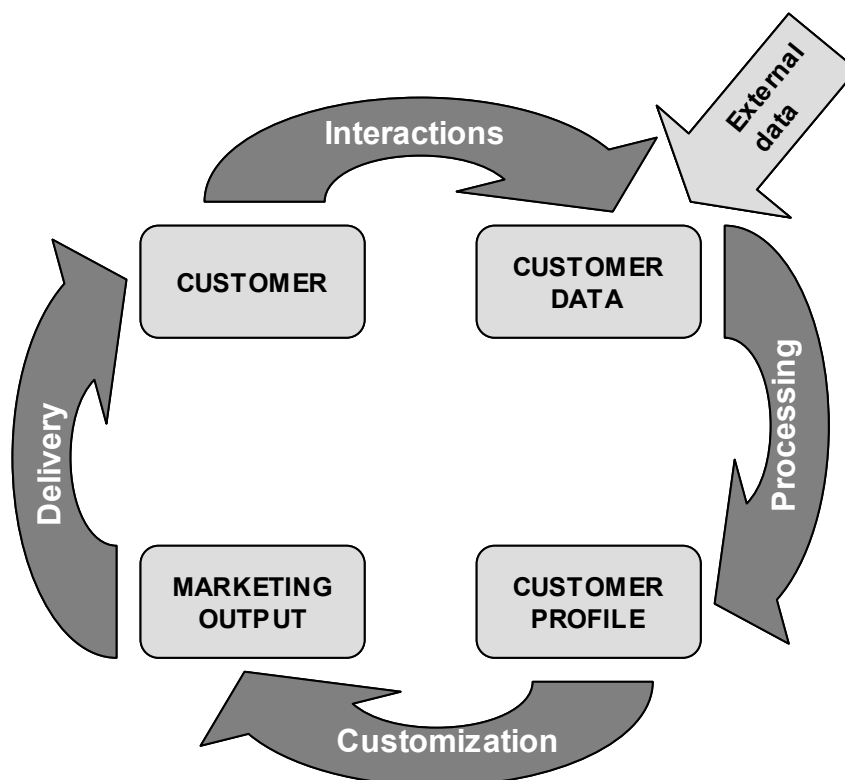 External
data
Interactions
CUSTOMER
CUSTOMER
DATA
Processing
Delivery
MARKETING
OUTPUT
CUSTOMER
PROFILE
Customization